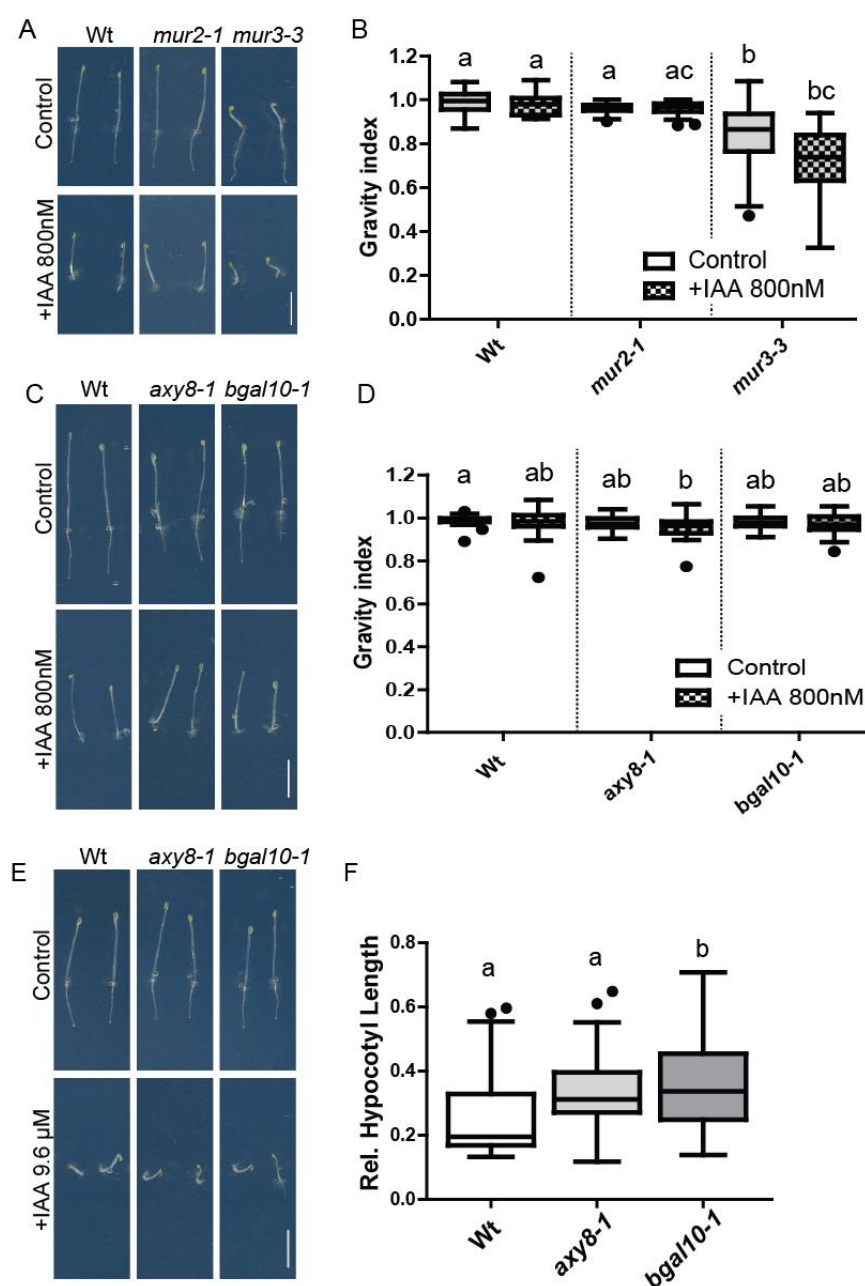 A
Wt mur2-1 mur3-3
Control
+IAA 800nM
B
Gravity index
1.2
1.0
0.8
0.6
0.4
0.2
0.0
a a a ac b bc
Control
+IAA 800nM
Wt
mur2-1
mur3-3
C
Wt axy8-1 bgal10-1
Control
+IAA 800nM
D
Gravity index
1.2
1.0
0.8
0.6
0.4
0.2
0.0
a ab ab b ab ab
Control
+IAA 800nM
Wt
axy8-1
bgal10-1
E
Wt axy8-1 bgal10-1
Control
+IAA 9.6 µM
F
Rel. Hypocotyl Length
0.8
0.6
0.4
0.2
0.0
a a b
Wt
axy8-1
bgal10-1